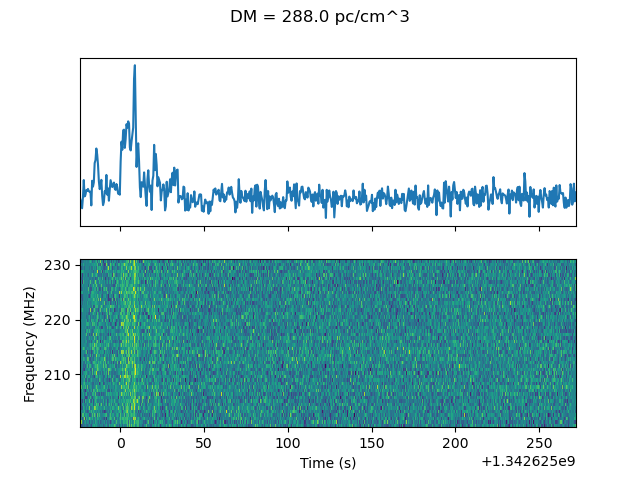 DM = 288.0 pc/cm^3
230
220
210
Frequency (MHz)
0 50 100 150 200 250
Time (s)
+1.342625e9